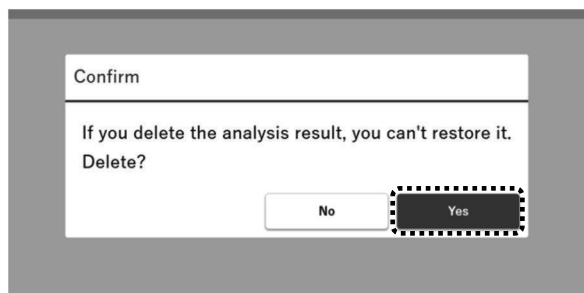 Confirm
If you delete the analysis result, you can't restore it.
Delete?
No
Yes